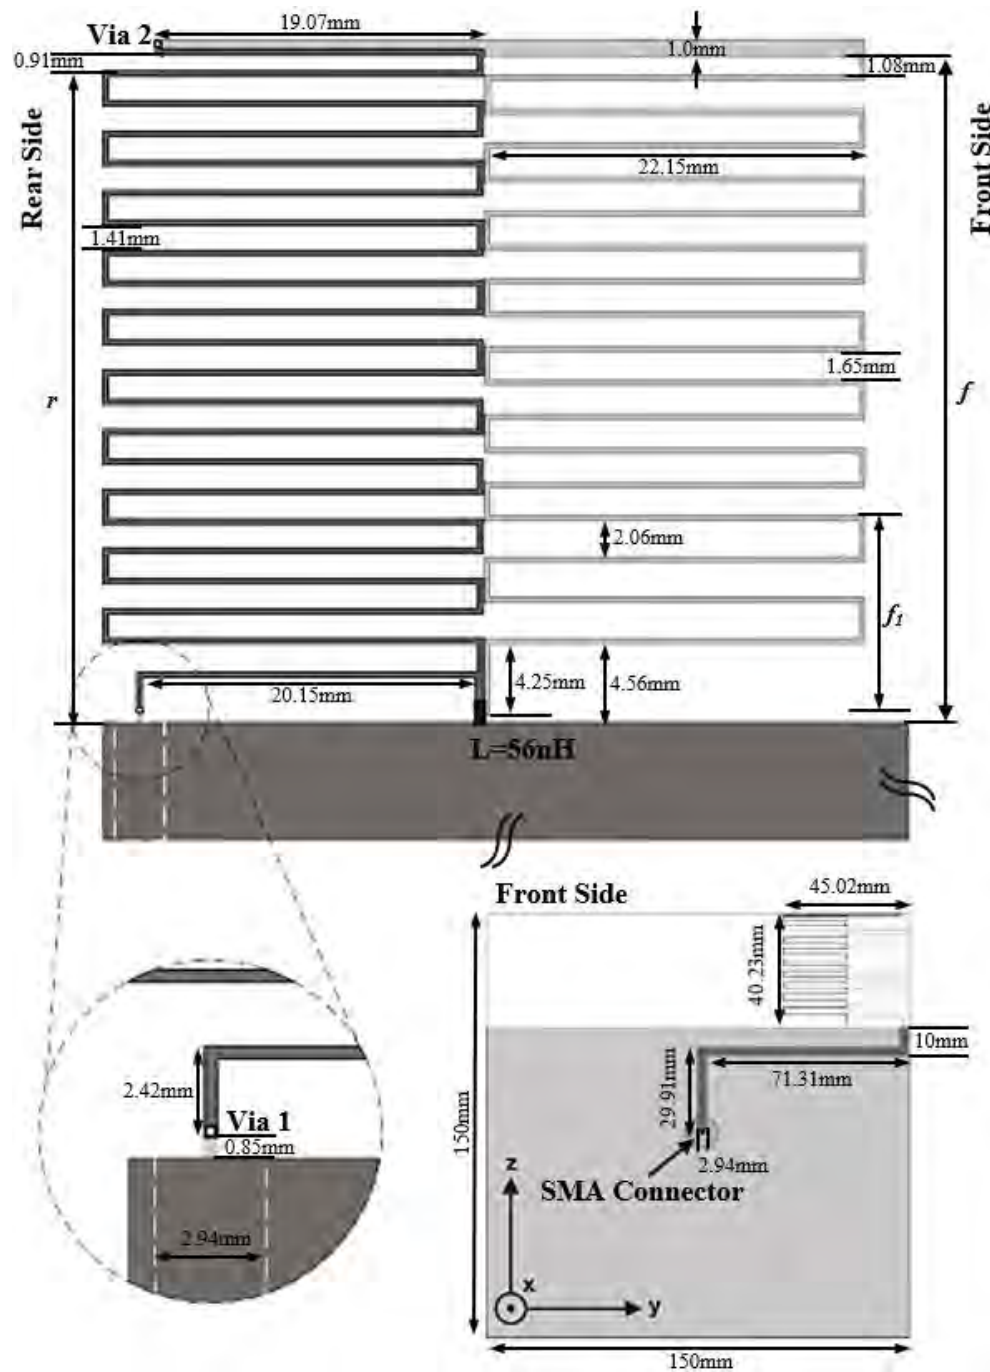 19.07mm
Via 2
1.0mm
0.91mm
1.08mm
Rear Side
Front Side
22.15mm
1.41mm
1.65mm
r
f
2.06mm
f1
4.25mm
4.56mm
20.15mm
L=56nH
Front Side
45.02mm
40.23mm
10mm
71.31mm
29.91mm
2.42mm
Via 1
0.85mm
150mm
2.94mm
z
SMA Connector
2.94mm
x
y
150mm